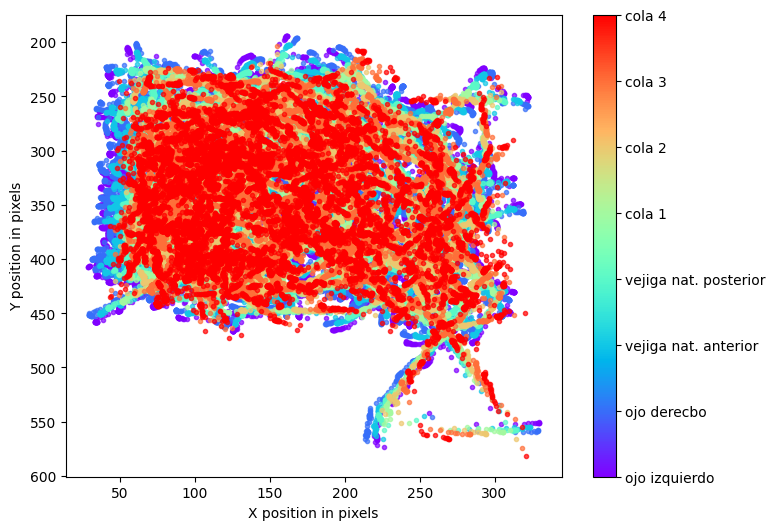 200
250
300
350
400
450
500
550
600
Y position in pixels
50
100
150
200
250
300
X position in pixels
cola 4
cola 3
cola 2
cola 1
vejiga nat. posterior
vejiga nat. anterior
ojo derecbo
ojo izquierdo